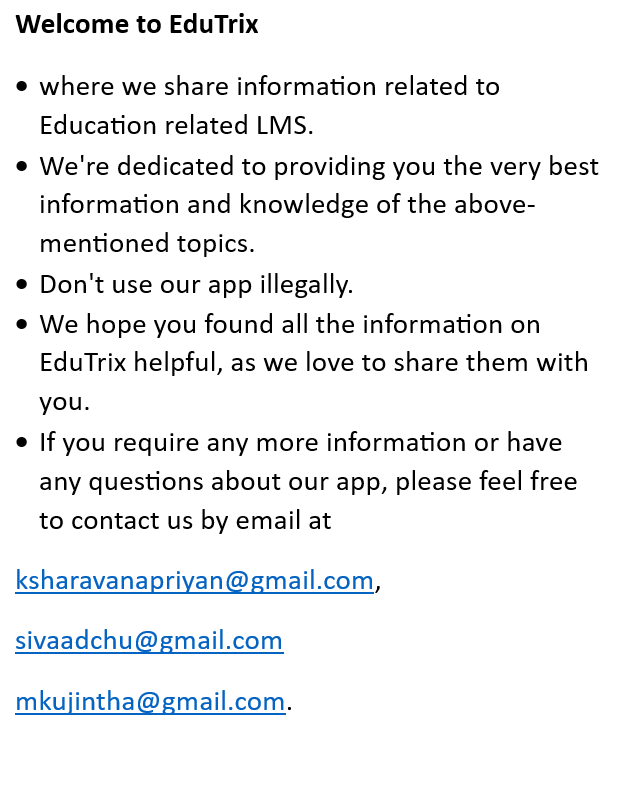 Welcome to EduTrix
• where we share information related to
Education related LMS.
• We're dedicated to providing you the very best
information and knowledge of the above-
mentioned topics.
• Don't use our app illegally.
• We hope you found all the information on
EduTrix helpful, as we love to share them with
you.
• If you require any more information or have
any questions about our app, please feel free
to contact us by email at
ksharavanapriyan@gmail.com,
sivaadchu@gmail.com
mkujintha@gmail.com.